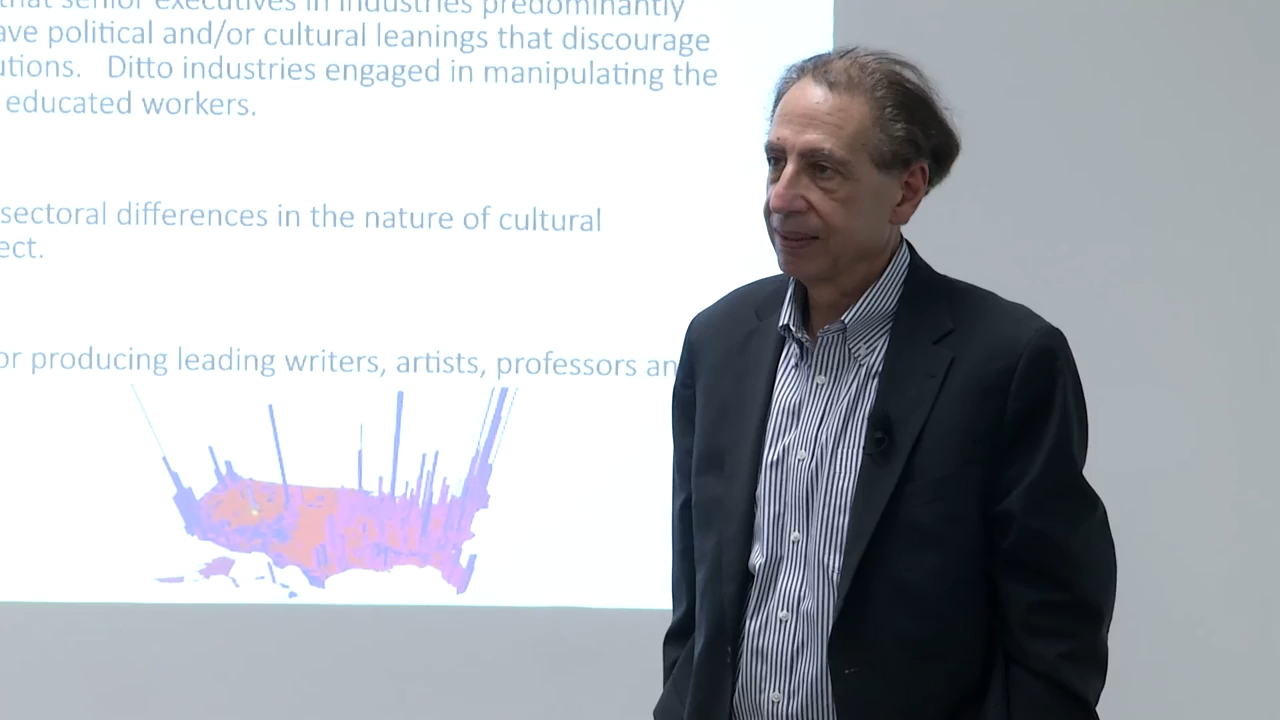 that senior executives in industries predominantly
ave political and/or cultural leanings that discourage
utions. Ditto industries engaged in manipulating the
educated workers.
sectoral differences in the nature of cultural
ect.
or producing leading writers, artists, professors an